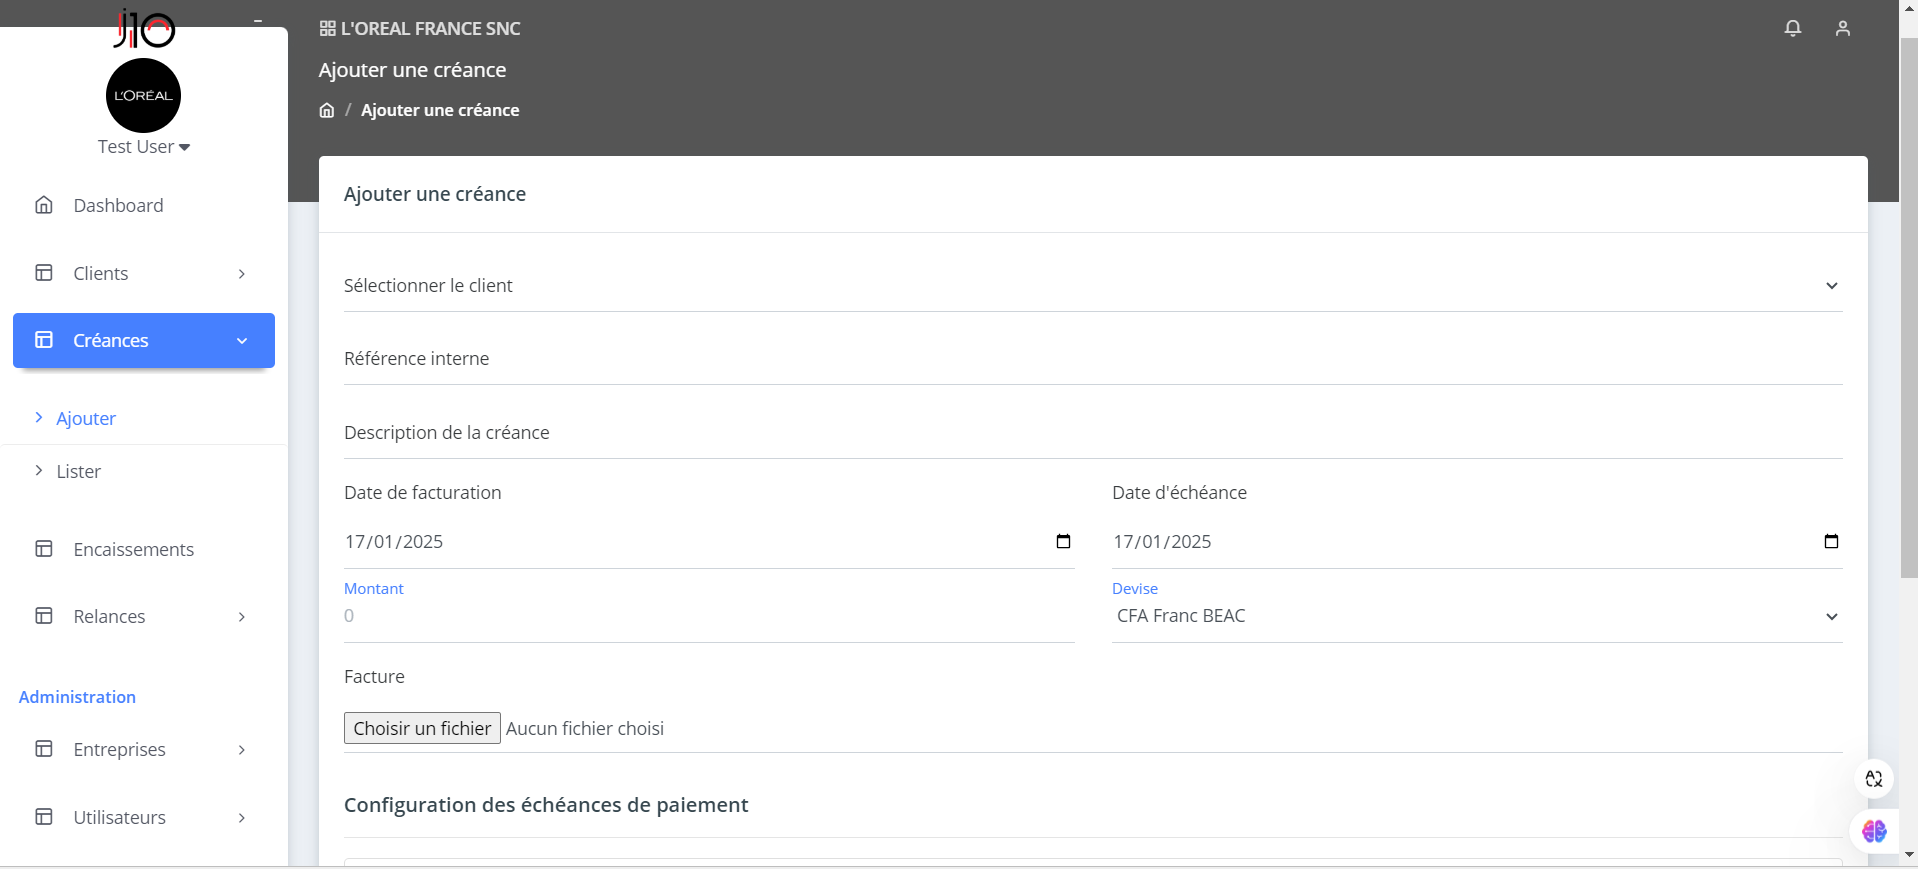 j10
L'ORÉAL
Test User
Dashboard
Clients
Créances
Ajouter
Lister
Encaissements
Relances
Administration
Entreprises
Utilisateurs
L'OREAL FRANCE SNC
Ajouter une créance
/ Ajouter une créance
Ajouter une créance
Sélectionner le client
Référence interne
Description de la créance
Date de facturation
17/01/2025
Date d'échéance
17/01/2025
Montant
0
Devise
CFA Franc BEAC
Facture
Choisir un fichier Aucun fichier choisi
Configuration des échéances de paiement